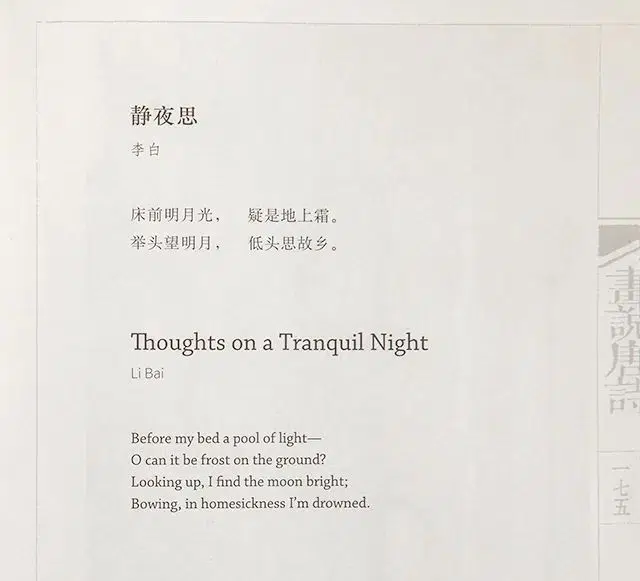 静夜思
李白
床前明月光， 疑是地上霜。
举头望明月， 低头思故乡。
Thoughts on a Tranquil Night
Li Bai
Before my bed a pool of light—
O can it be frost on the ground?
Looking up, I find the moon bright;
Bowing, in homesickness I'm drowned.
畫說唐詩
一七五